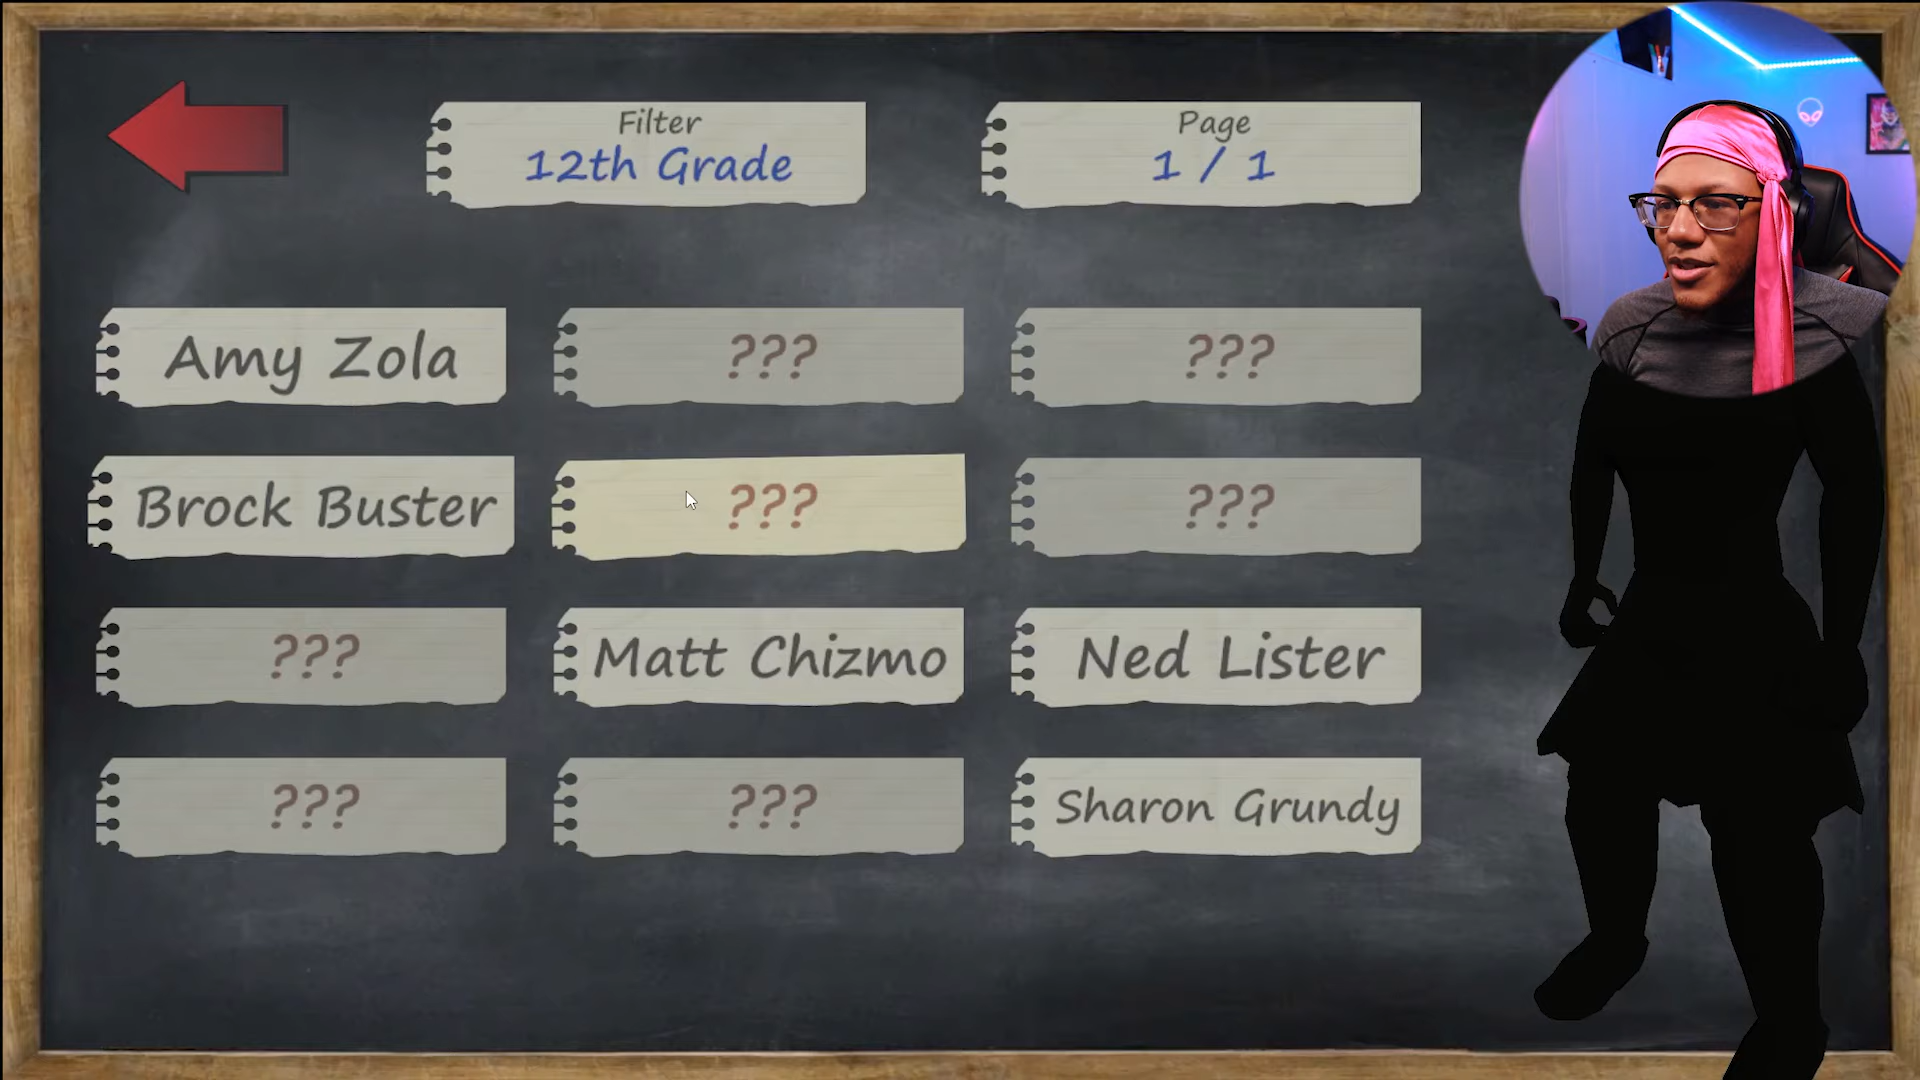 Filter
12th Grade
Page
1 / 1
Amy Zola
???
???
Brock Buster
???
???
???
Matt Chizmo
Ned Lister
???
???
Sharon Grundy